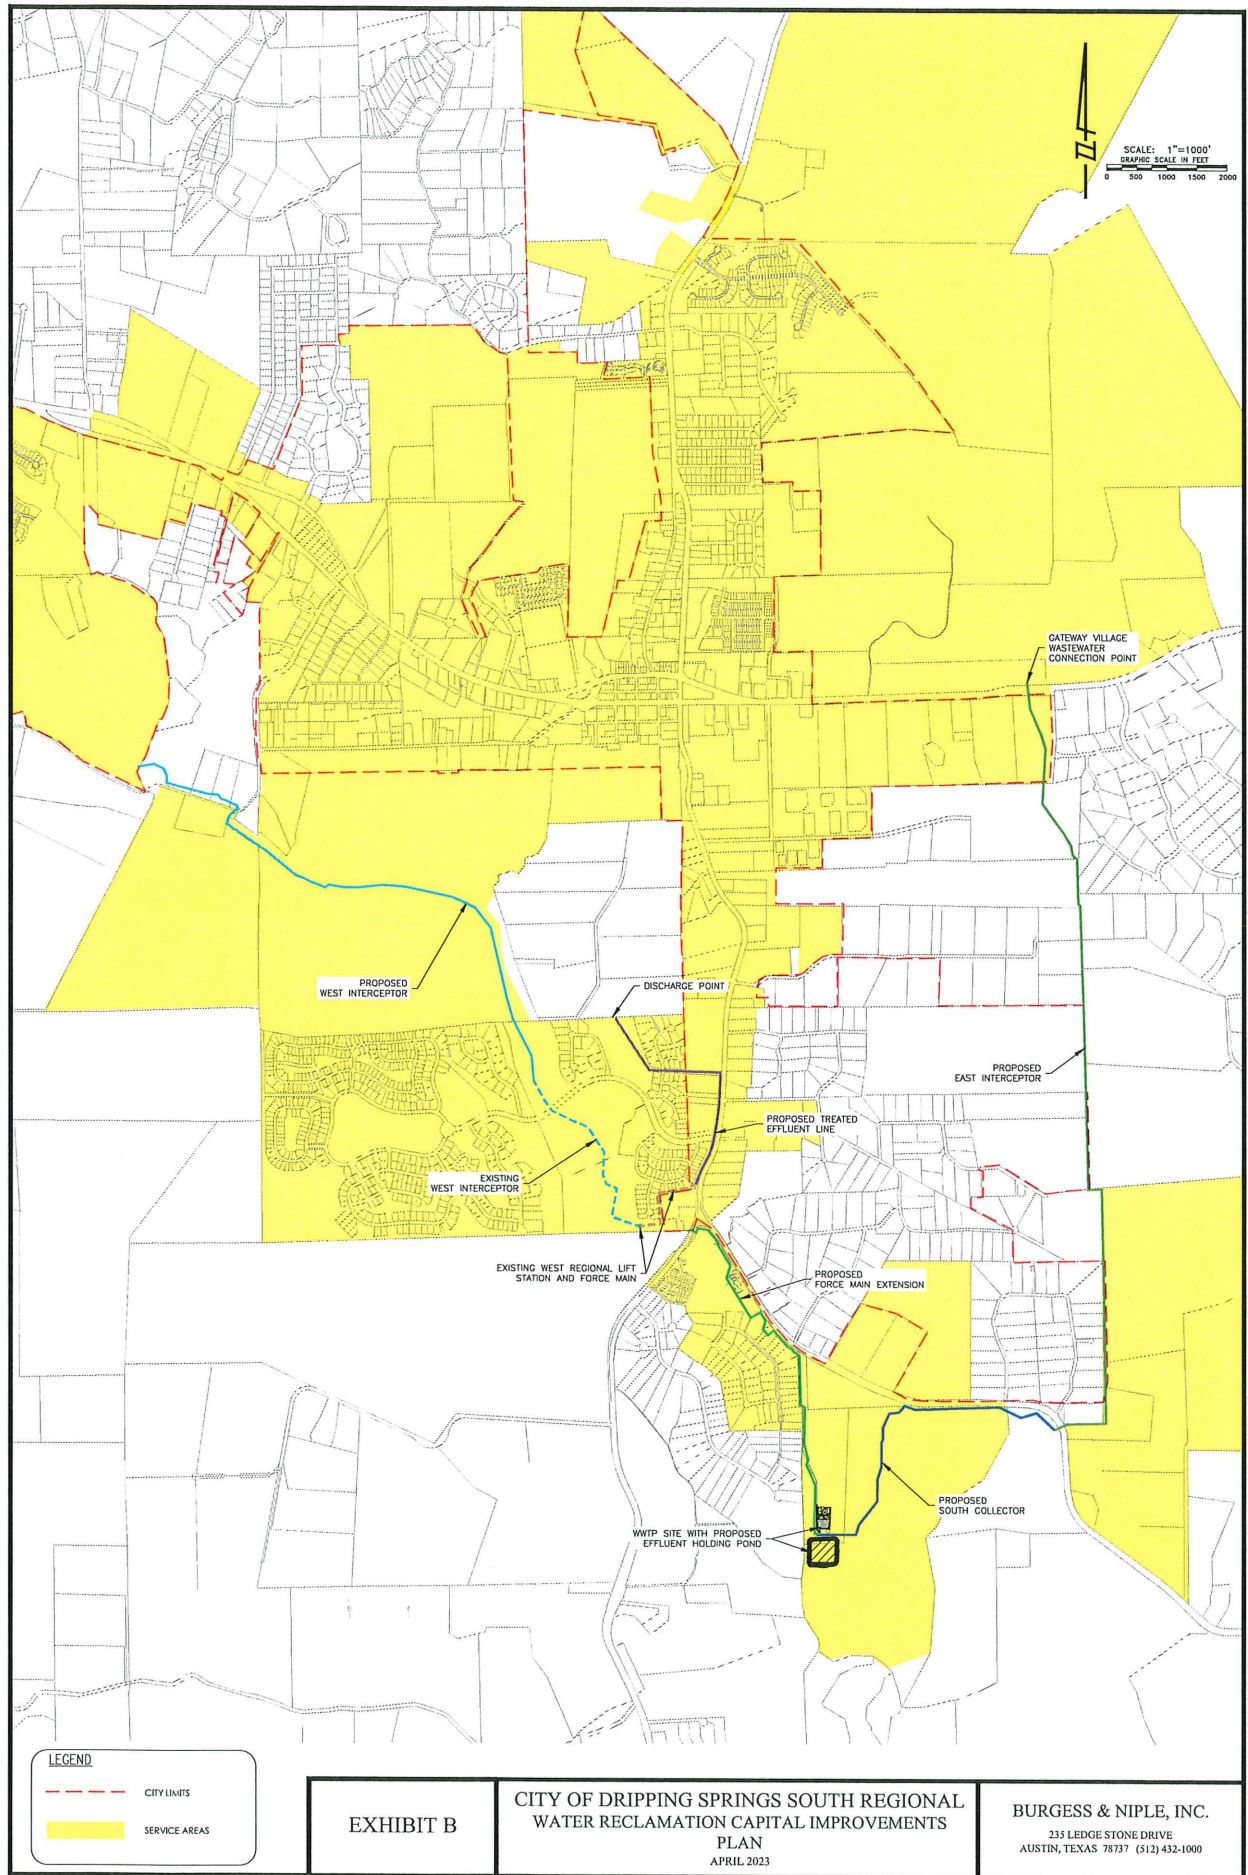 SCALE: 1"=1000'
GRAPHIC SCALE IN FEET
0 500 1000 1500 2000
GATEWAY VILLAGE
WASTEWATER
CONNECTION POINT
PROPOSED
WEST INTERCEPTOR
DISCHARGE POINT
PROPOSED
EAST INTERCEPTOR
PROPOSED TREATED
EFFLUENT LINE
EXISTING
WEST INTERCEPTOR
EXISTING WEST REGIONAL LIFT
STATION AND FORCE MAIN
PROPOSED
FORCE MAIN EXTENSION
PROPOSED
SOUTH COLLECTOR
WWTP SITE WITH PROPOSED
EFFLUENT HOLDING POND
LEGEND
CITY LIMITS
SERVICE AREAS
EXHIBIT B
CITY OF DRIPPING SPRINGS SOUTH REGIONAL
WATER RECLAMATION CAPITAL IMPROVEMENTS
PLAN
APRIL 2023
BURGESS & NIPLE, INC.
235 LEDGE STONE DRIVE
AUSTIN, TEXAS 78737 (512) 432-1000